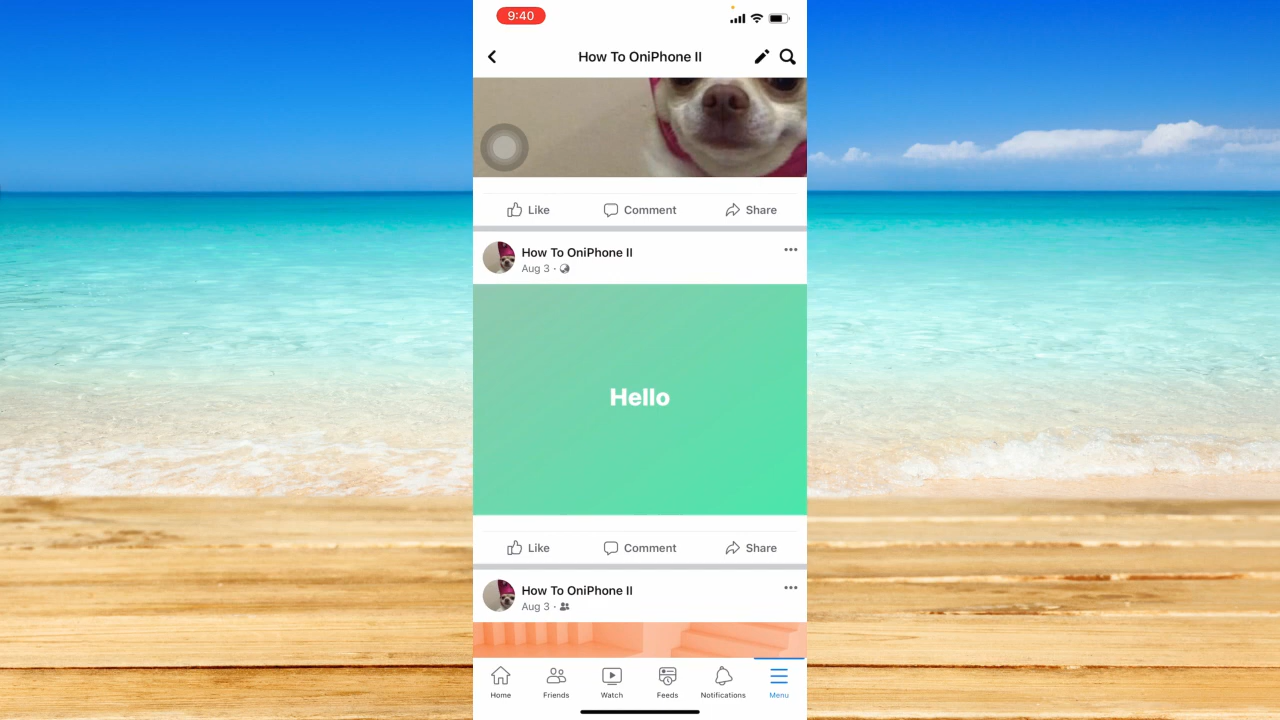 9:40
How To OniPhone II
Like Comment Share
How To OniPhone II
Aug 3 ·
Hello
Like Comment Share
How To OniPhone II
Aug 3 ·
Home Friends Watch Feeds Notifications Menu